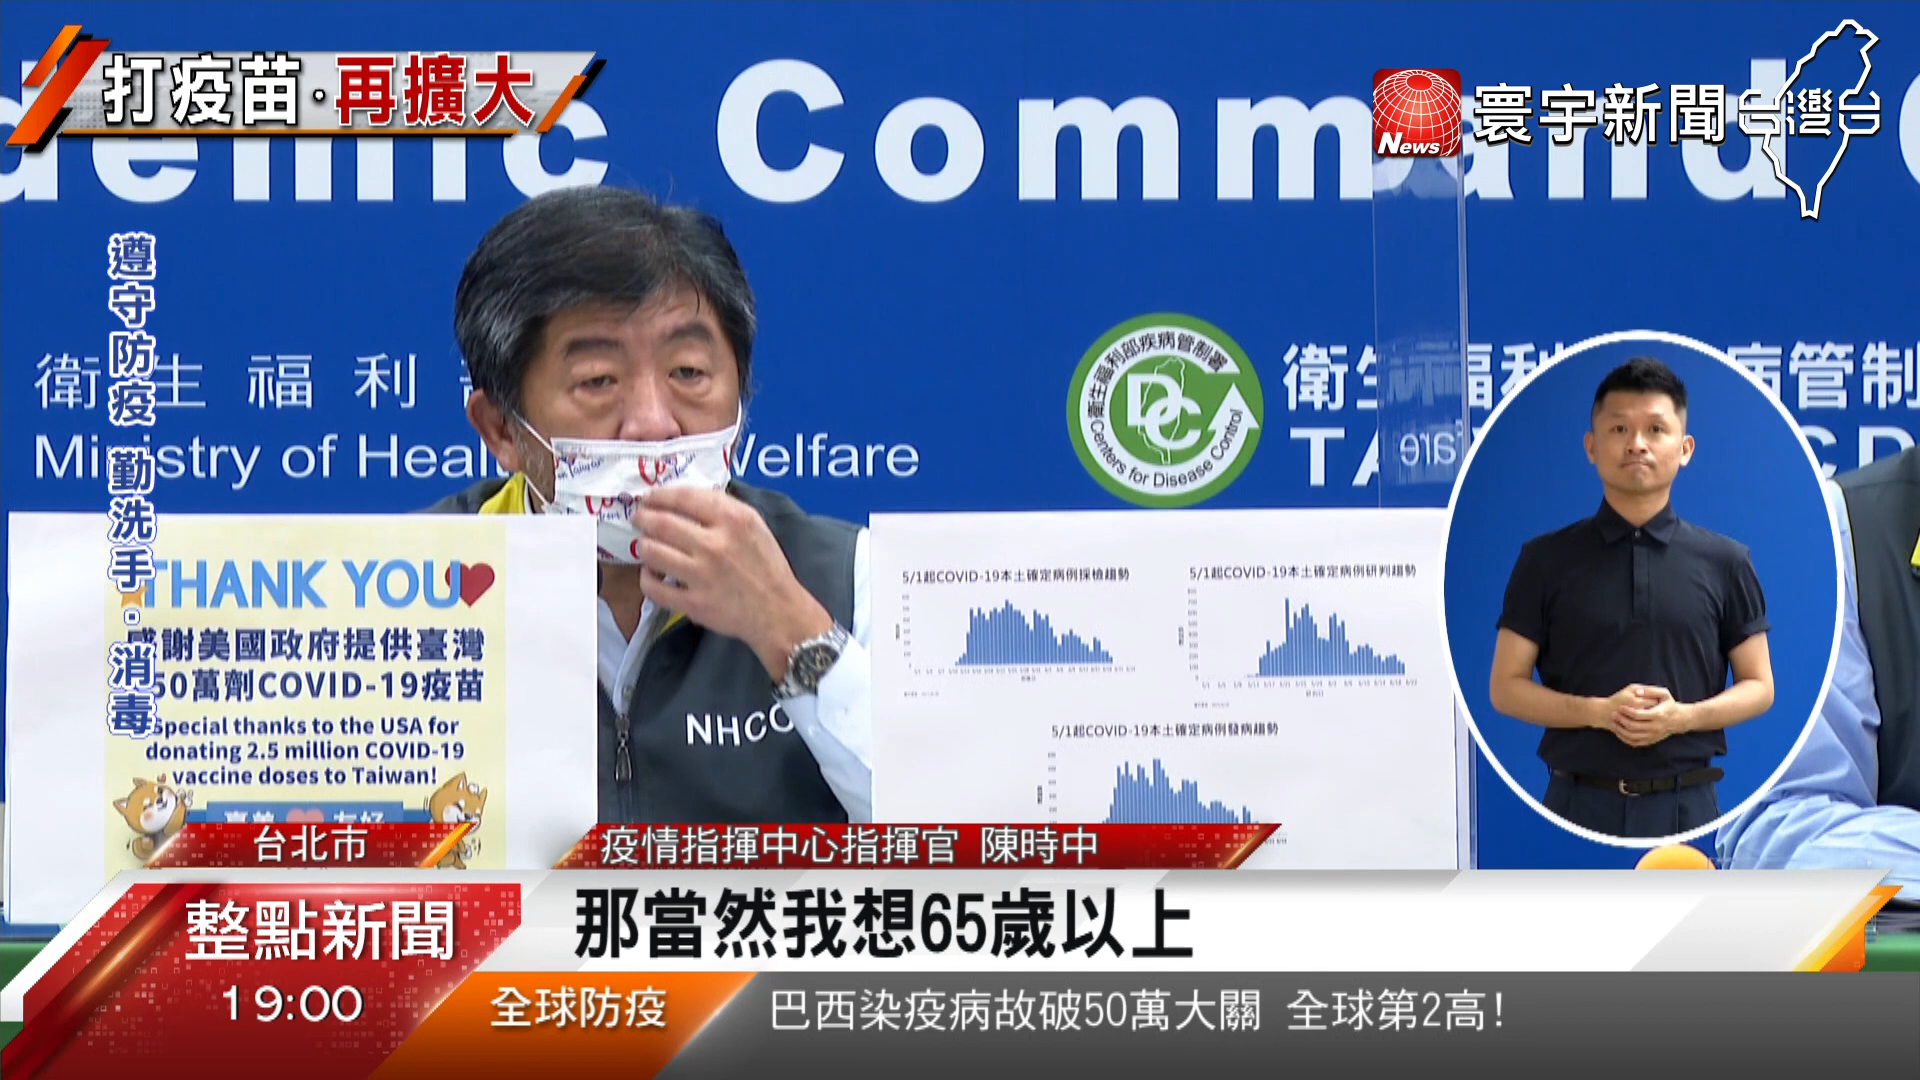 打疫苗·再擴大
News
寰宇新聞
台灣台
demic Command C
遵守防疫 勤洗手·消毒
衛生福利部
Ministry of Health Welfare
衛生福利部疾病管制署
Centers for Disease Control
CDC
THANK YOU
感謝美國政府提供臺灣
250萬劑COVID-19疫苗
Special thanks to the USA for
donating 2.5 million COVID-19
vaccine doses to Taiwan!
NHCC
5/1起COVID-19本土確定病例採檢趨勢
5/1起COVID-19本土確定病例研判趨勢
5/1起COVID-19本土確定病例發病趨勢
台北市
疫情指揮中心指揮官 陳時中
整點新聞
那當然我想65歲以上
19:00
全球防疫
巴西染疫病故破50萬大關 全球第2高!